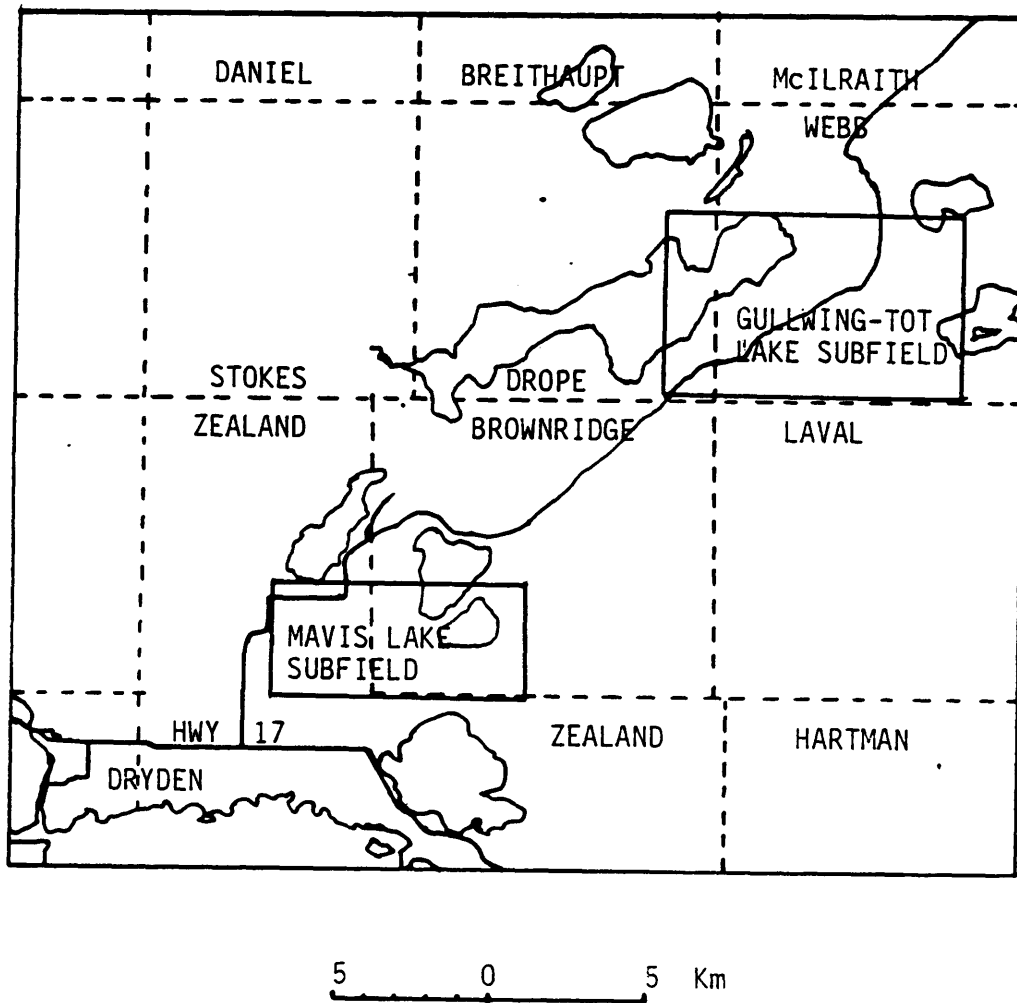 DANIEL
BREITHAUPT
McILRAITH
WEBB
GULLWING-TOT
LAKE SUBFIELD
STOKES
DROPE
ZEALAND
BROWNRIDGE
LAVAL
MAVIS LAKE
SUBFIELD
HWY 17
ZEALAND
HARTMAN
DRYDEN
5 0 5 Km